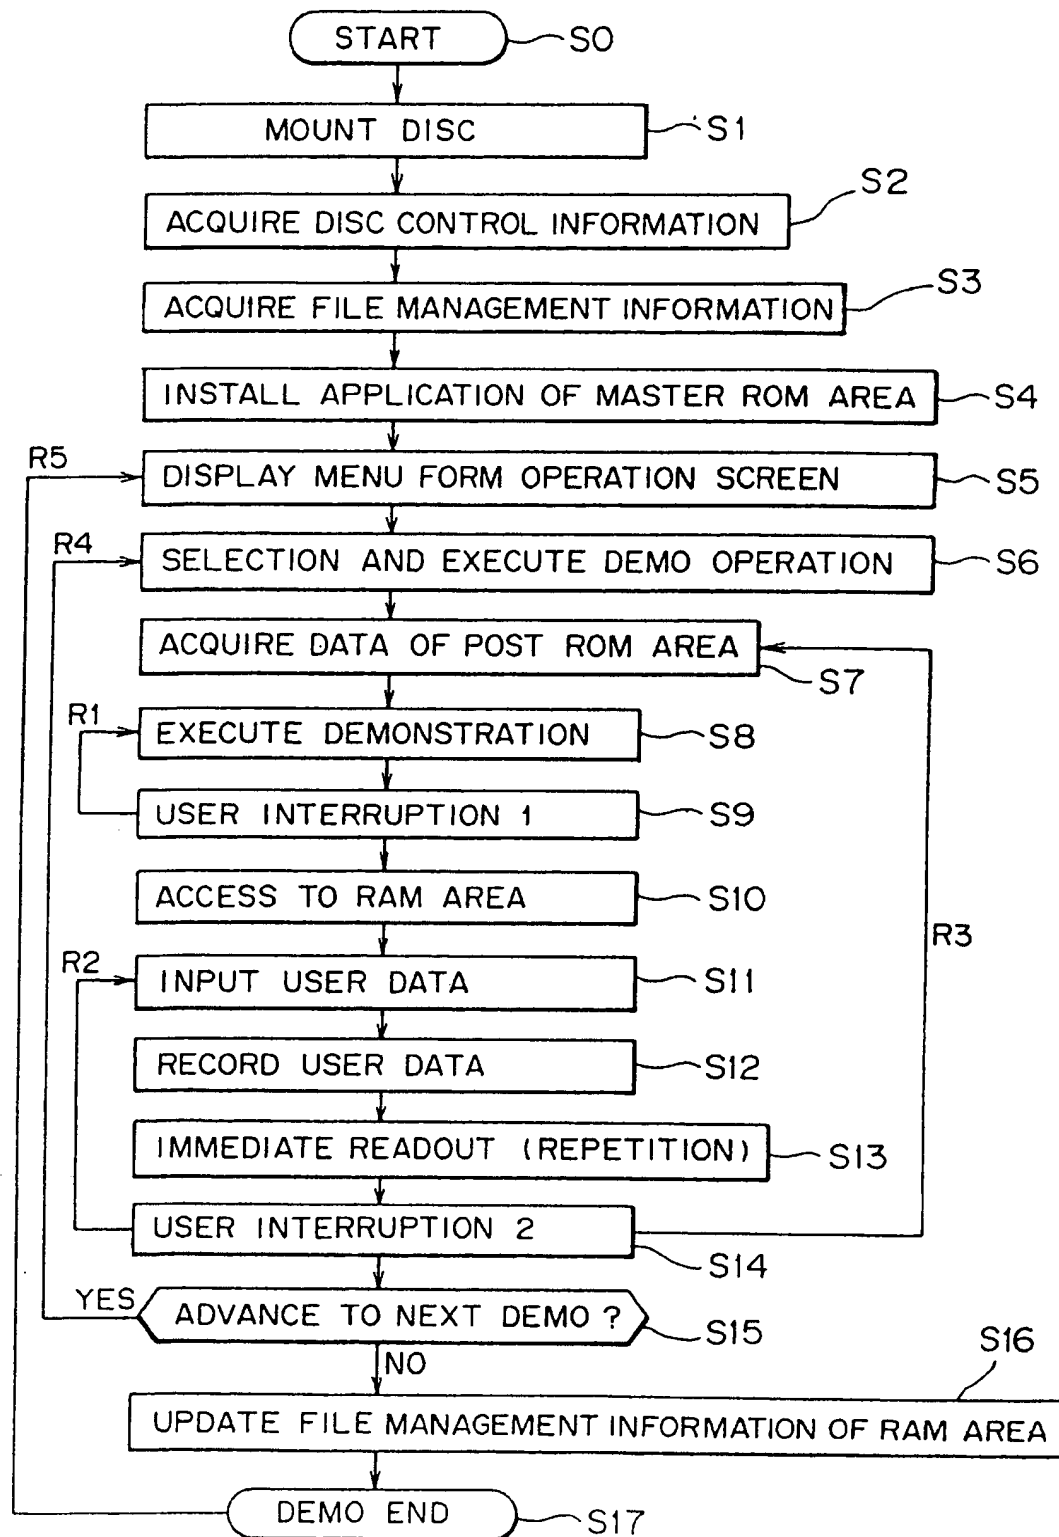 START S0
MOUNT DISC S1
S2
ACQUIRE DISC CONTROL INFORMATION
S3
ACQUIRE FILE MANAGEMENT INFORMATION
INSTALL APPLICATION OF MASTER ROM AREA S4
R5
DISPLAY MENU FORM OPERATION SCREEN S5
R4
SELECTION AND EXECUTE DEMO OPERATION S6
ACQUIRE DATA OF POST ROM AREA
S7
R1
EXECUTE DEMONSTRATION S8
USER INTERRUPTION 1 S9
ACCESS TO RAM AREA S10
R3
R2
INPUT USER DATA S11
RECORD USER DATA S12
IMMEDIATE READOUT (REPETITION) S13
USER INTERRUPTION 2
S14
YES
ADVANCE TO NEXT DEMO? S15
NO
S16
UPDATE FILE MANAGEMENT INFORMATION OF RAM AREA
DEMO END S17